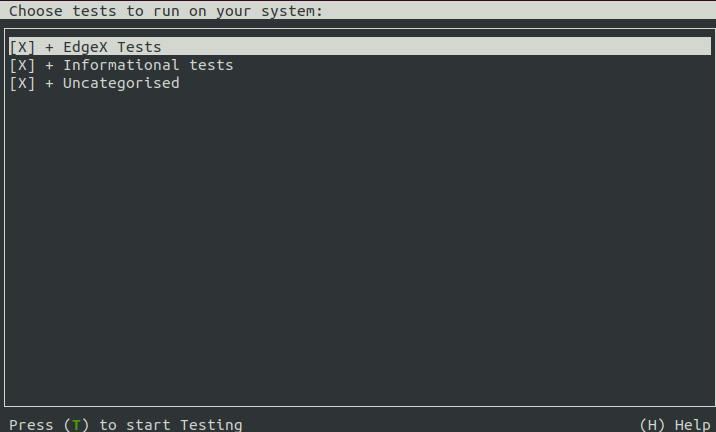 Choose tests to run on your system:
[X] + EdgeX Tests
[X] + Informational tests
[X] + Uncategorised
Press (T) to start Testing (H) Help